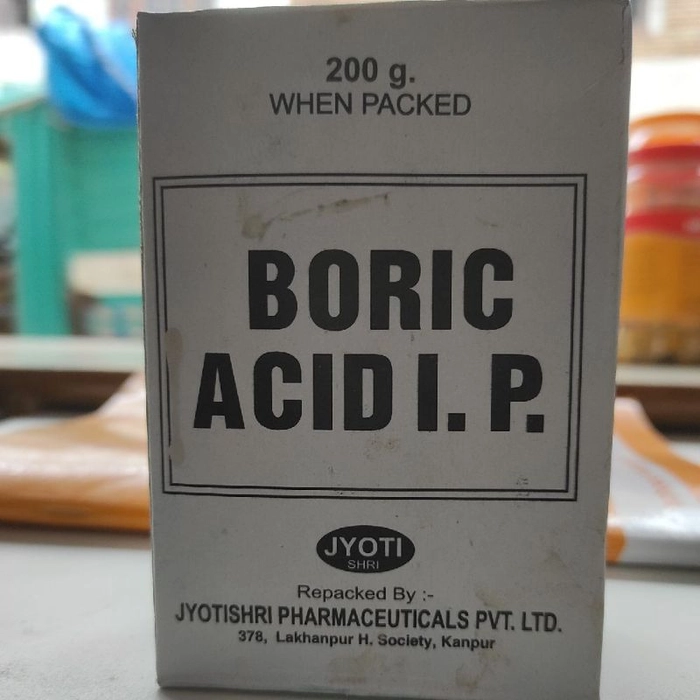 200 g.
WHEN PACKED
BORIC
ACID I. P.
JYOTI
SHRI
Repacked By :-
JYOTISHRI PHARMACEUTICALS PVT. LTD.
378, Lakhanpur H. Society, Kanpur